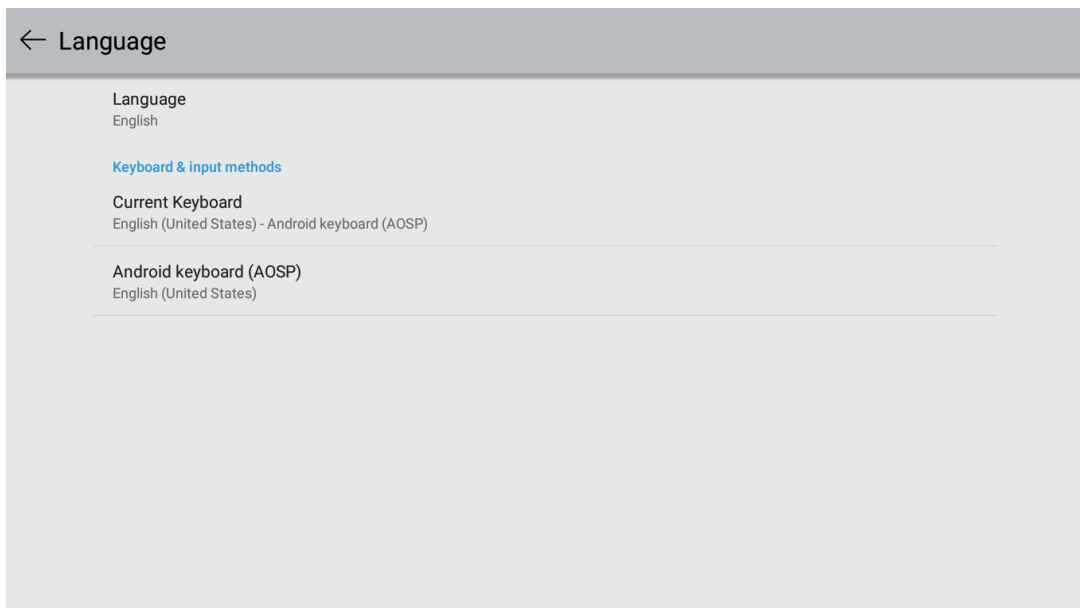 Language
Language
English
Keyboard & input methods
Current Keyboard
English (United States) - Android keyboard (AOSP)
Android keyboard (AOSP)
English (United States)